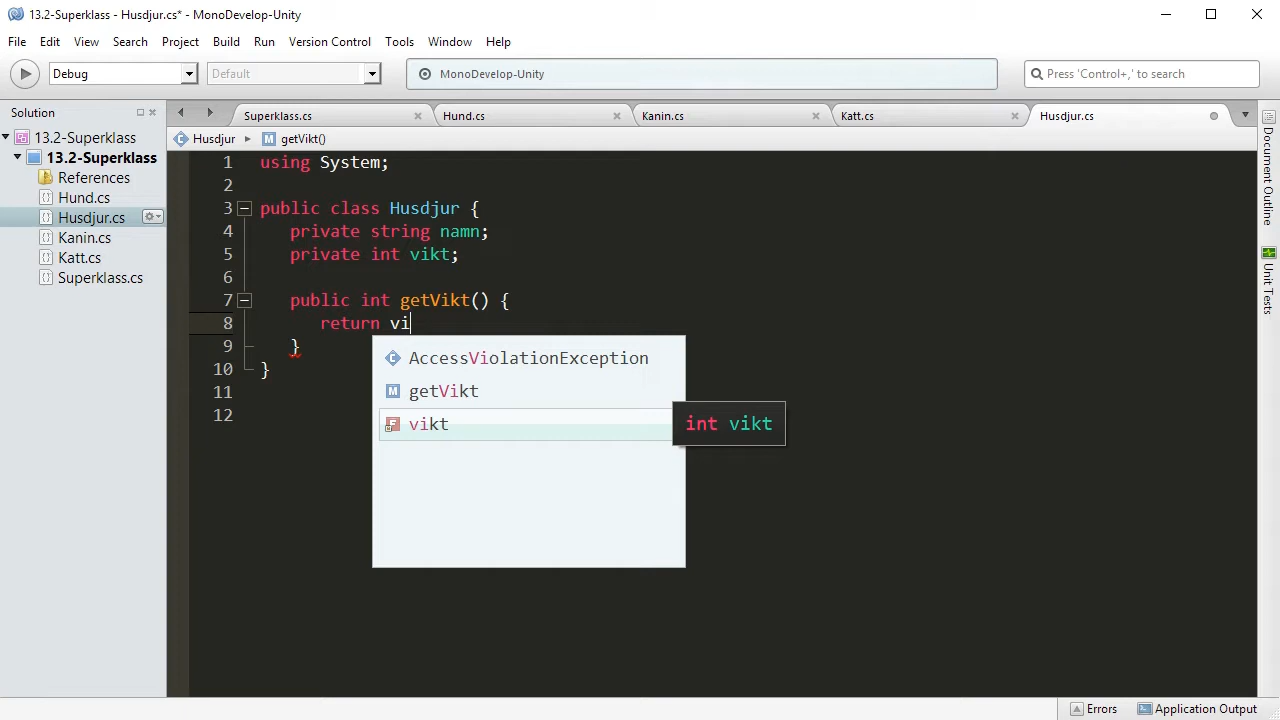 13.2-Superklass - Husdjur.cs* - MonoDevelop-Unity
File Edit View Search Project Build Run Version Control Tools Window Help
Debug Default MonoDevelop-Unity Press 'Control+,' to search
Solution Superklass.cs Hund.cs Kanin.cs Katt.cs Husdjur.cs
13.2-Superklass
13.2-Superklass
References
Hund.cs
Husdjur.cs
Kanin.cs
Katt.cs
Superklass.cs
Husdjur getVikt()
1 using System;
2
3 public class Husdjur {
4 private string namn;
5 private int vikt;
6
7 public int getVikt() {
8 return vi
9 }
10 }
11
12
AccessViolationException
getVikt
vikt
int vikt
Document Outline
Unit Tests
Errors Application Output